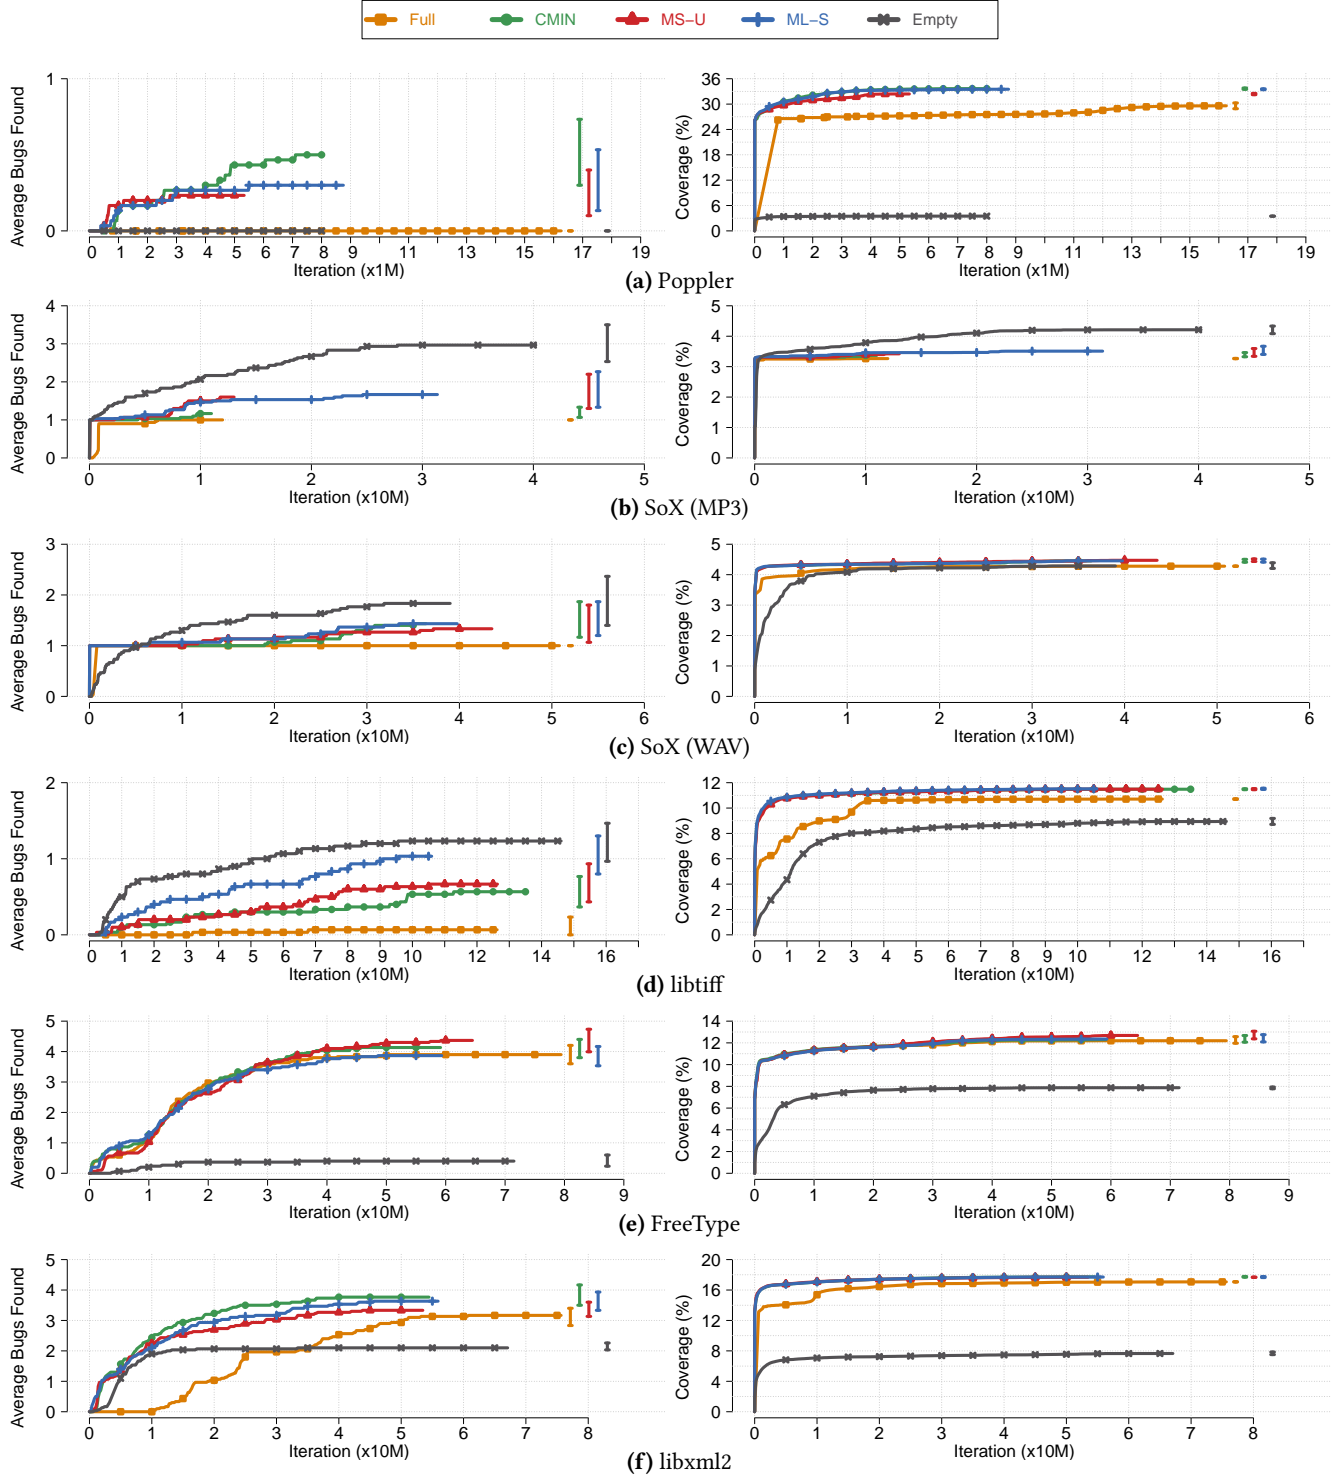 Full CMIN MS−U ML−S Empty
Average Bugs Found
1
0
0 1 2 3 4 5 6 7 8 9 11 13 15 17 19
Iteration (x1M)
Coverage (%)
36
30
24
18
12
6
0
0 1 2 3 4 5 6 7 8 9 11 13 15 17 19
Iteration (x1M)
(a) Poppler
Average Bugs Found
4
3
2
1
0
0 1 2 3 4 5
Iteration (x10M)
Coverage (%)
5
4
3
2
1
0
0 1 2 3 4 5
Iteration (x10M)
(b) SoX (MP3)
Average Bugs Found
3
2
1
0
0 1 2 3 4 5 6
Iteration (x10M)
Coverage (%)
5
4
3
2
1
0
0 1 2 3 4 5 6
Iteration (x10M)
(c) SoX (WAV)
Average Bugs Found
2
1
0
0 1 2 3 4 5 6 7 8 9 10 12 14 16
Iteration (x10M)
Coverage (%)
12
10
8
6
4
2
0
0 1 2 3 4 5 6 7 8 9 10 12 14 16
Iteration (x10M)
(d) libtiff
Average Bugs Found
5
4
3
2
1
0
0 1 2 3 4 5 6 7 8 9
Iteration (x10M)
Coverage (%)
14
12
10
8
6
4
2
0
0 1 2 3 4 5 6 7 8 9
Iteration (x10M)
(e) FreeType
Average Bugs Found
5
4
3
2
1
0
0 1 2 3 4 5 6 7 8
Iteration (x10M)
Coverage (%)
20
16
12
8
4
0
0 1 2 3 4 5 6 7 8
Iteration (x10M)
(f) libxml2